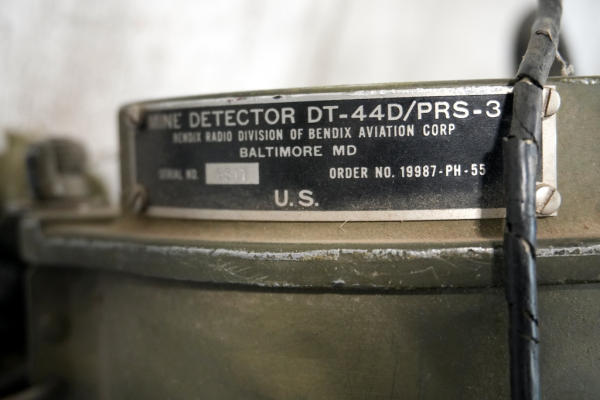 MINE DETECTOR DT-44D/PRS-3
BENDIX RADIO DIVISION OF BENDIX AVIATION CORP
BALTIMORE MD
SERIAL NO. ORDER NO. 19987-PH-55
U.S.